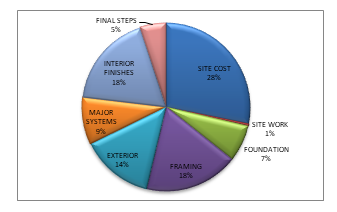 FINAL STEPS
5%
SITE COST
28%
SITE WORK
1%
FOUNDATION
7%
FRAMING
18%
EXTERIOR
14%
MAJOR
SYSTEMS
9%
INTERIOR
FINISHES
18%